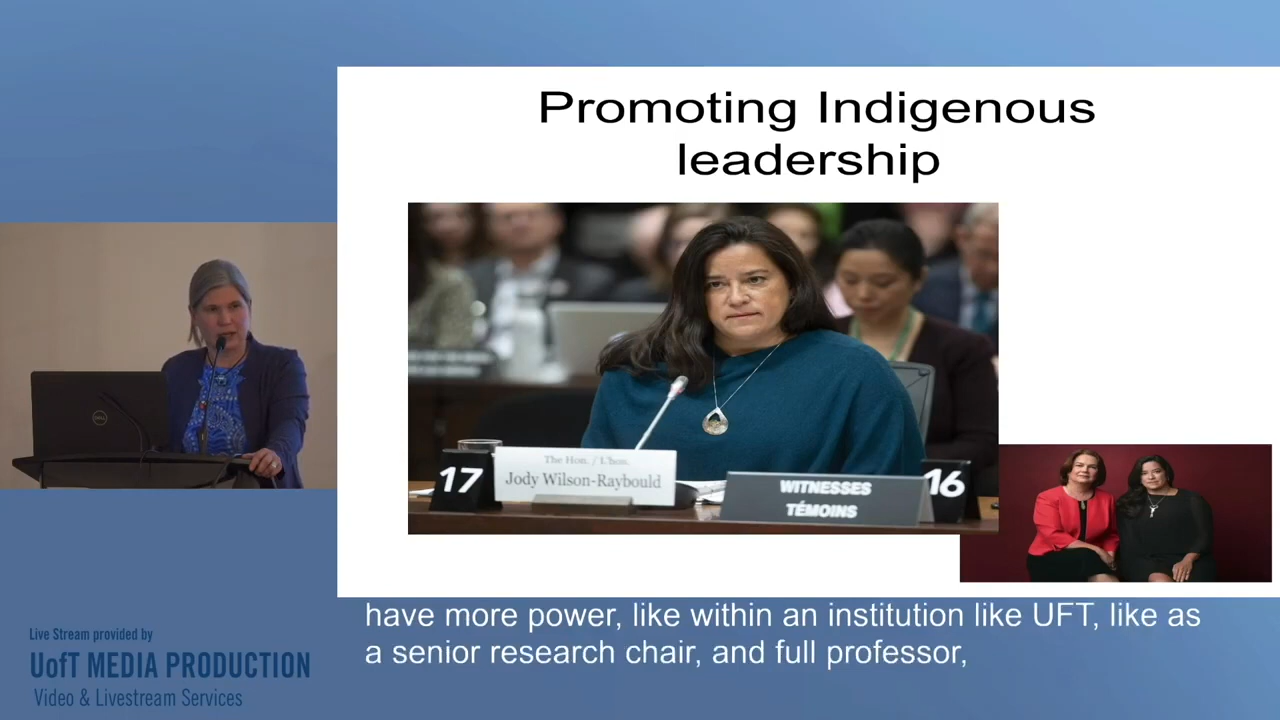 Promoting Indigenous
leadership
The Hon. / L'hon.
Jody Wilson-Raybould
17
WITNESSES
TÉMOINS
16
DELL
have more power, like within an institution like UFT, like as
a senior research chair, and full professor,
Live Stream provided by
UofT MEDIA PRODUCTION
Video & Livestream Services